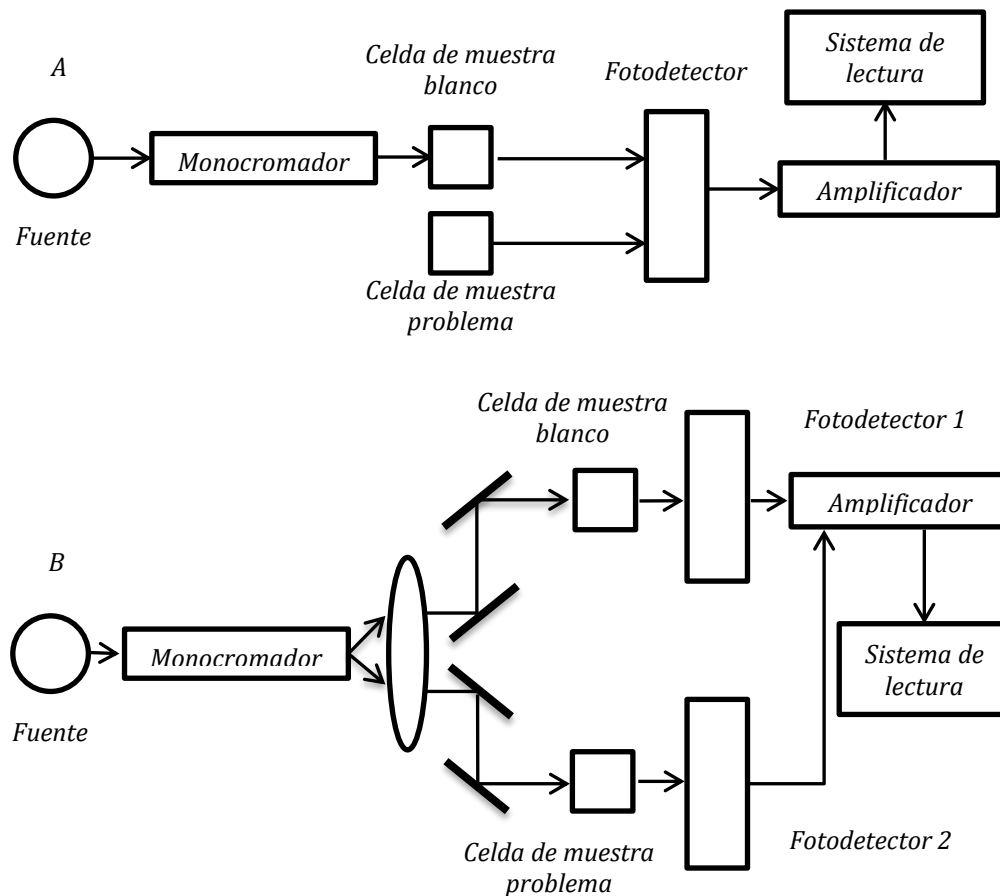 A
Celda de muestra
blanco
Fotodetector
Sistema de
lectura
Monocromador
Amplificador
Fuente
Celda de muestra
problema
Celda de muestra
blanco
Fotodetector 1
Amplificador
B
Monocromador
Sistema de
lectura
Fuente
Fotodetector 2
Celda de muestra
problema